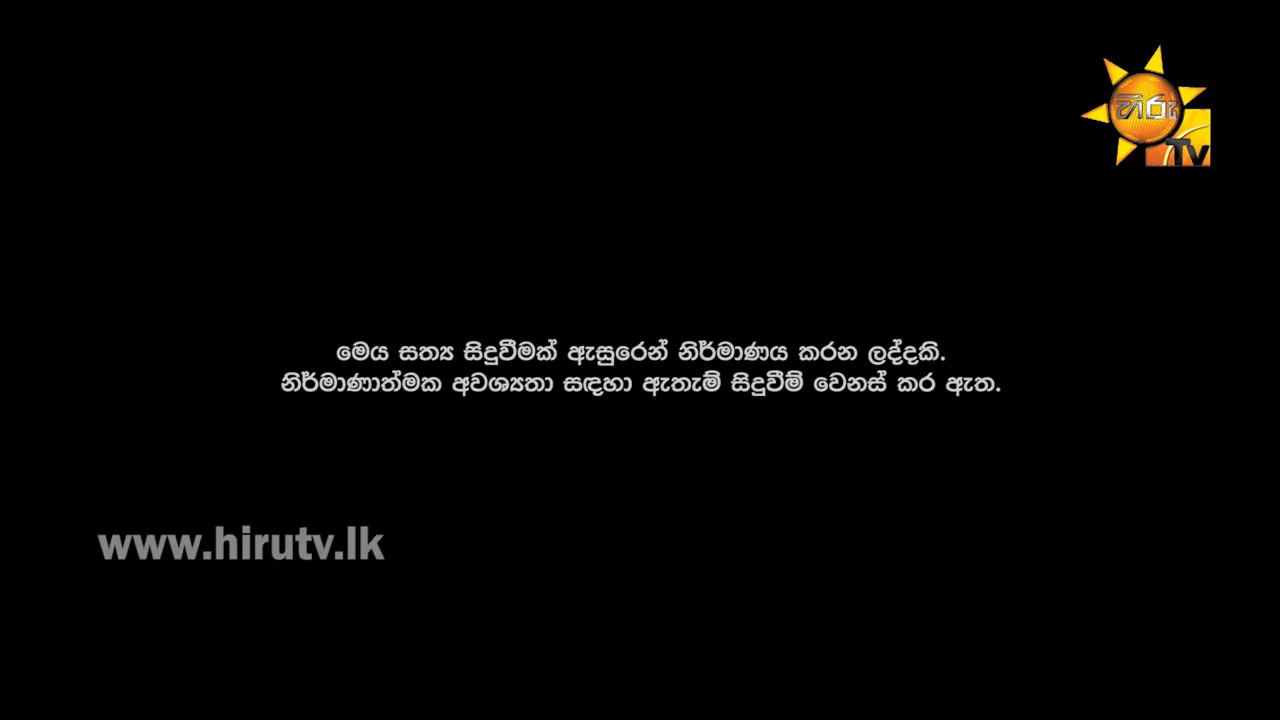 හිරු
Tv
මෙය සත්‍ය සිදුවීමක් ඇසුරෙන් නිර්මාණය කරන ලද්දකි.
නිර්මාණාත්මක අවශ්‍යතා සඳහා ඇතැම් සිදුවීම් වෙනස් කර ඇත.
www.hirutv.lk